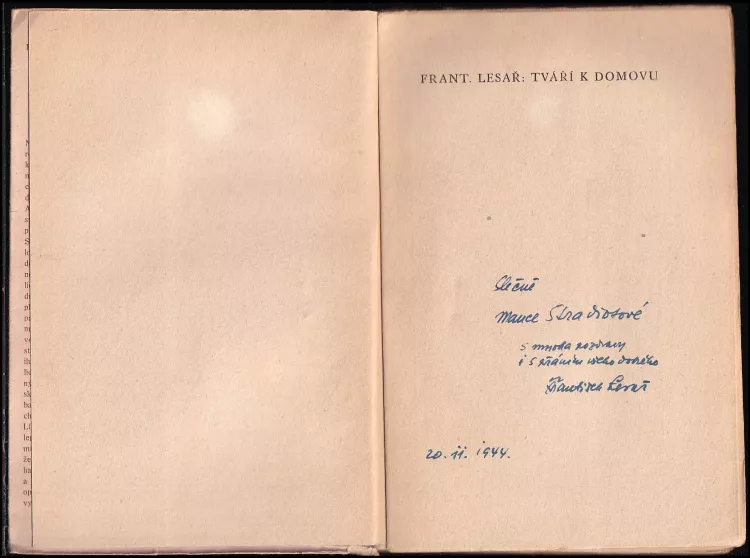 FRANT. LESAŘ: TVÁŘÍ K DOMOVU
Slečně
Mance Stradiotové
s mnoha pozdravy
i s přáním všeho dobrého
František Lesař
20. II. 1944.